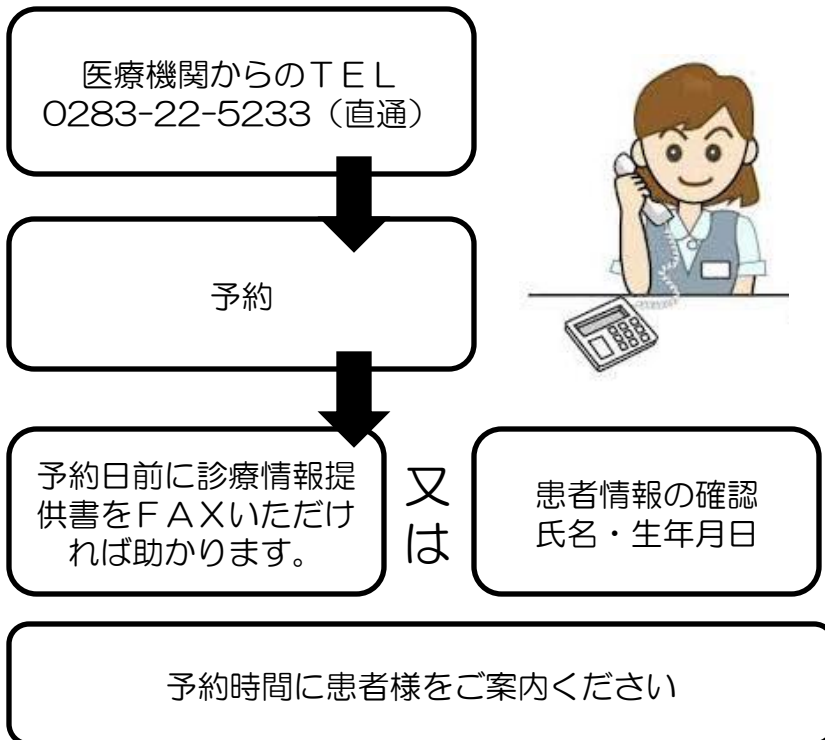 医療機関からのＴＥＬ
0283-22-5233（直通）
予約
予約日前に診療情報提
供書をＦＡＸいただけ
れば助かります。
又
は
患者情報の確認
氏名・生年月日
予約時間に患者様をご案内ください